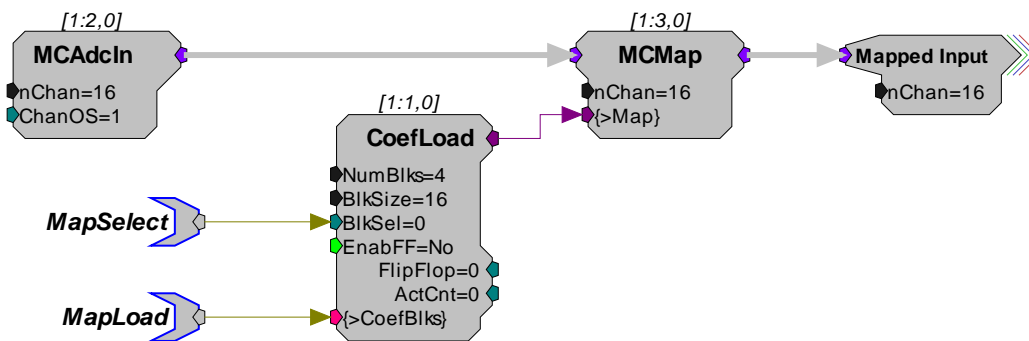 [1:2,0]
MCAdcIn
nChan=16
ChanOS=1
[1:3,0]
MCMap
nChan=16
{>Map}
Mapped Input
nChan=16
[1:1,0]
CoefLoad
NumBlks=4
BlkSize=16
BlkSel=0
EnabFF=No
FlipFlop=0
ActCnt=0
{>CoefBlks}
MapSelect
MapLoad